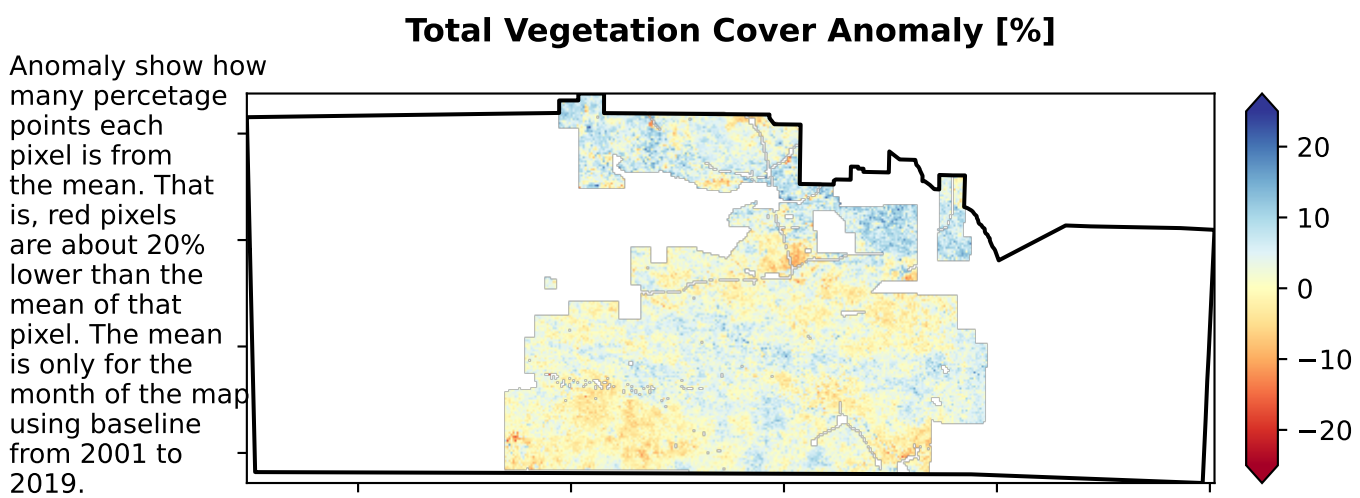 Total Vegetation Cover Anomaly [%]
Anomaly show how
many percetage
points each
pixel is from
the mean. That
is, red pixels
are about 20%
lower than the
mean of that
pixel. The mean
is only for the
month of the map
using baseline
from 2001 to
2019.
20
10
0
−10
−20